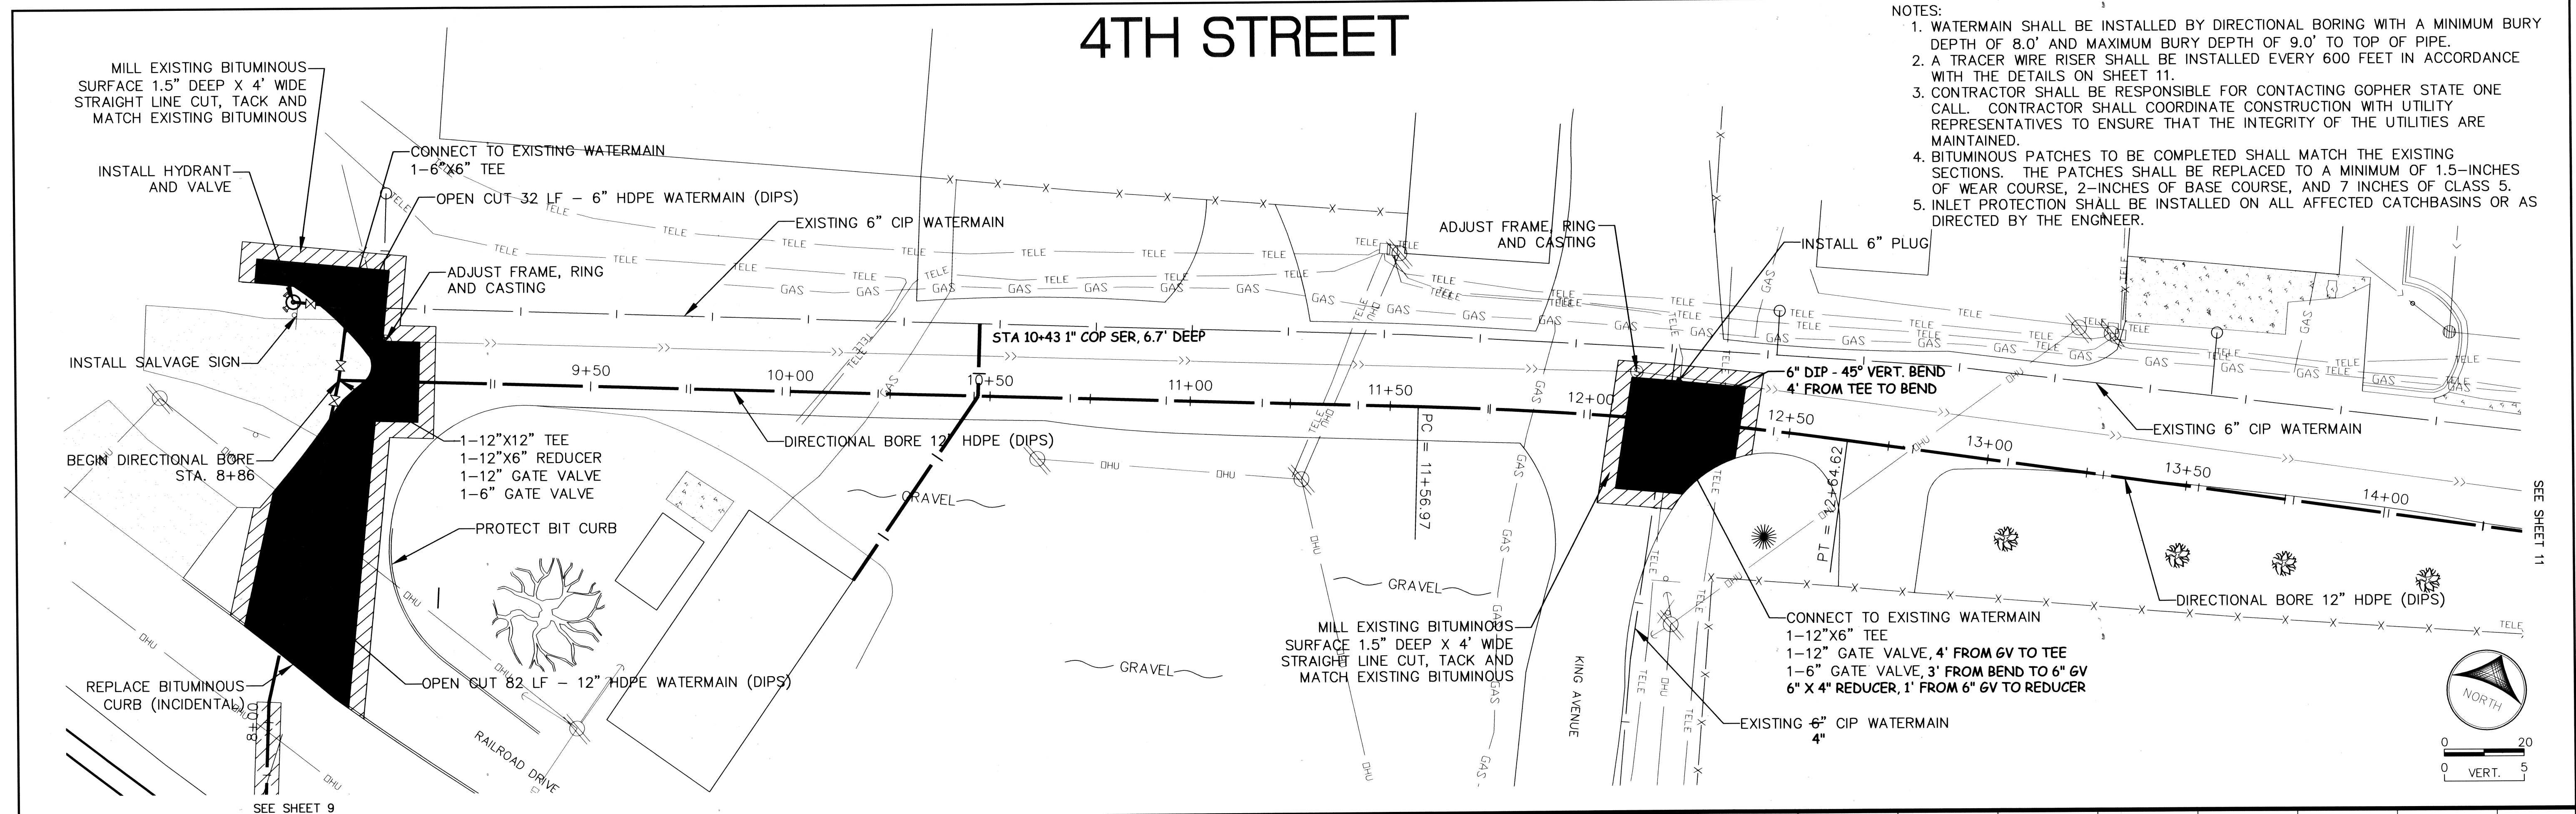 4TH STREET
NOTES:
1. WATERMAIN SHALL BE INSTALLED BY DIRECTIONAL BORING WITH A MINIMUM BURY
DEPTH OF 8.0' AND MAXIMUM BURY DEPTH OF 9.0' TO TOP OF PIPE.
2. A TRACER WIRE RISER SHALL BE INSTALLED EVERY 600 FEET IN ACCORDANCE
WITH THE DETAILS ON SHEET 11.
3. CONTRACTOR SHALL BE RESPONSIBLE FOR CONTACTING GOPHER STATE ONE
CALL. CONTRACTOR SHALL COORDINATE CONSTRUCTION WITH UTILITY
REPRESENTATIVES TO ENSURE THAT THE INTEGRITY OF THE UTILITIES ARE
MAINTAINED.
4. BITUMINOUS PATCHES TO BE COMPLETED SHALL MATCH THE EXISTING
SECTIONS. THE PATCHES SHALL BE REPLACED TO A MINIMUM OF 1.5-INCHES
OF WEAR COURSE, 2-INCHES OF BASE COURSE, AND 7 INCHES OF CLASS 5.
5. INLET PROTECTION SHALL BE INSTALLED ON ALL AFFECTED CATCHBASINS OR AS
DIRECTED BY THE ENGINEER.
MILL EXISTING BITUMINOUS
SURFACE 1.5" DEEP X 4' WIDE
STRAIGHT LINE CUT, TACK AND
MATCH EXISTING BITUMINOUS
INSTALL HYDRANT
AND VALVE
CONNECT TO EXISTING WATERMAIN
1-6"X6" TEE
OPEN CUT 32 LF - 6" HDPE WATERMAIN (DIPS)
EXISTING 6" CIP WATERMAIN
ADJUST FRAME, RING
AND CASTING
INSTALL SALVAGE SIGN
BEGIN DIRECTIONAL BORE
STA. 8+86
1-12"X12" TEE
1-12"X6" REDUCER
1-12" GATE VALVE
1-6" GATE VALVE
PROTECT BIT CURB
REPLACE BITUMINOUS
CURB (INCIDENTAL)
OPEN CUT 82 LF - 12" HDPE WATERMAIN (DIPS)
8+00
SEE SHEET 9
RAILROAD DRIVE
STA 10+43 1" COP SER, 6.7' DEEP
9+50
10+00
10+50
11+00
11+50
12+00
12+50
13+00
13+50
14+00
DIRECTIONAL BORE 12" HDPE (DIPS)
GRAVEL
GRAVEL
GRAVEL
PC = 11+56.97
PT = 12+64.62
ADJUST FRAME, RING
AND CASTING
INSTALL 6" PLUG
6" DIP - 45° VERT. BEND
4' FROM TEE TO BEND
EXISTING 6" CIP WATERMAIN
MILL EXISTING BITUMINOUS
SURFACE 1.5" DEEP X 4' WIDE
STRAIGHT LINE CUT, TACK AND
MATCH EXISTING BITUMINOUS
KING AVENUE
CONNECT TO EXISTING WATERMAIN
1-12"X6" TEE
1-12" GATE VALVE, 4' FROM GV TO TEE
1-6" GATE VALVE, 3' FROM BEND TO 6" GV
6" X 4" REDUCER, 1' FROM 6" GV TO REDUCER
EXISTING 6" CIP WATERMAIN
4"
DIRECTIONAL BORE 12" HDPE (DIPS)
SEE SHEET 11
TELE
GAS
OHU
NORTH
0 20
0 5
VERT.